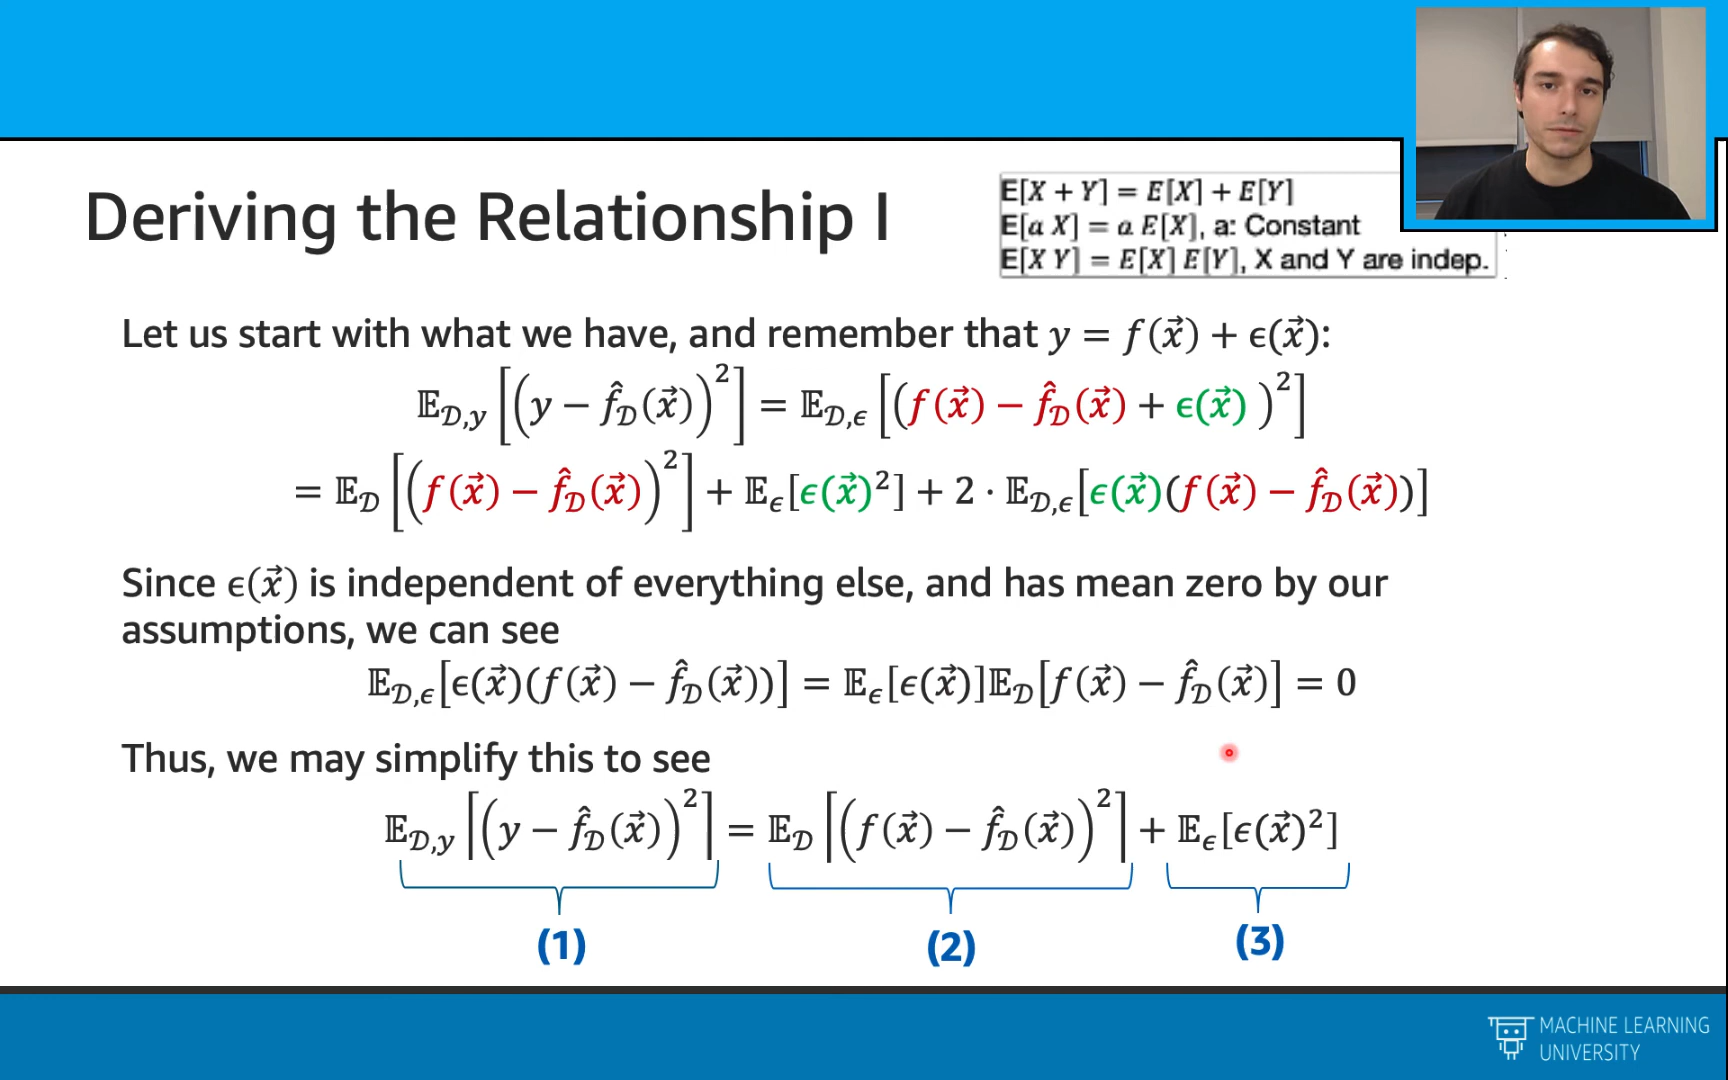 Deriving the Relationship I
E[X + Y] = E[X] + E[Y]
E[a X] = a E[X], a: Constant
E[X Y] = E[X] E[Y], X and Y are indep.
Let us start with what we have, and remember that y = f(x⃗) + ϵ(x⃗):
𝔼_{𝒟,y} [(y − f̂_𝒟(x⃗))²] = 𝔼_{𝒟,ϵ} [(f(x⃗) − f̂_𝒟(x⃗) + ϵ(x⃗) )²]
= 𝔼_𝒟 [(f(x⃗) − f̂_𝒟(x⃗))²] + 𝔼_ϵ[ϵ(x⃗)²] + 2 · 𝔼_{𝒟,ϵ}[ϵ(x⃗)(f(x⃗) − f̂_𝒟(x⃗))]
Since ϵ(x⃗) is independent of everything else, and has mean zero by our
assumptions, we can see
𝔼_{𝒟,ϵ}[ϵ(x⃗)(f(x⃗) − f̂_𝒟(x⃗))] = 𝔼_ϵ[ϵ(x⃗)]𝔼_𝒟[f(x⃗) − f̂_𝒟(x⃗)] = 0
Thus, we may simplify this to see
𝔼_{𝒟,y} [(y − f̂_𝒟(x⃗))²] = 𝔼_𝒟 [(f(x⃗) − f̂_𝒟(x⃗))²] + 𝔼_ϵ[ϵ(x⃗)²]
(1) (2) (3)
MACHINE LEARNING
UNIVERSITY